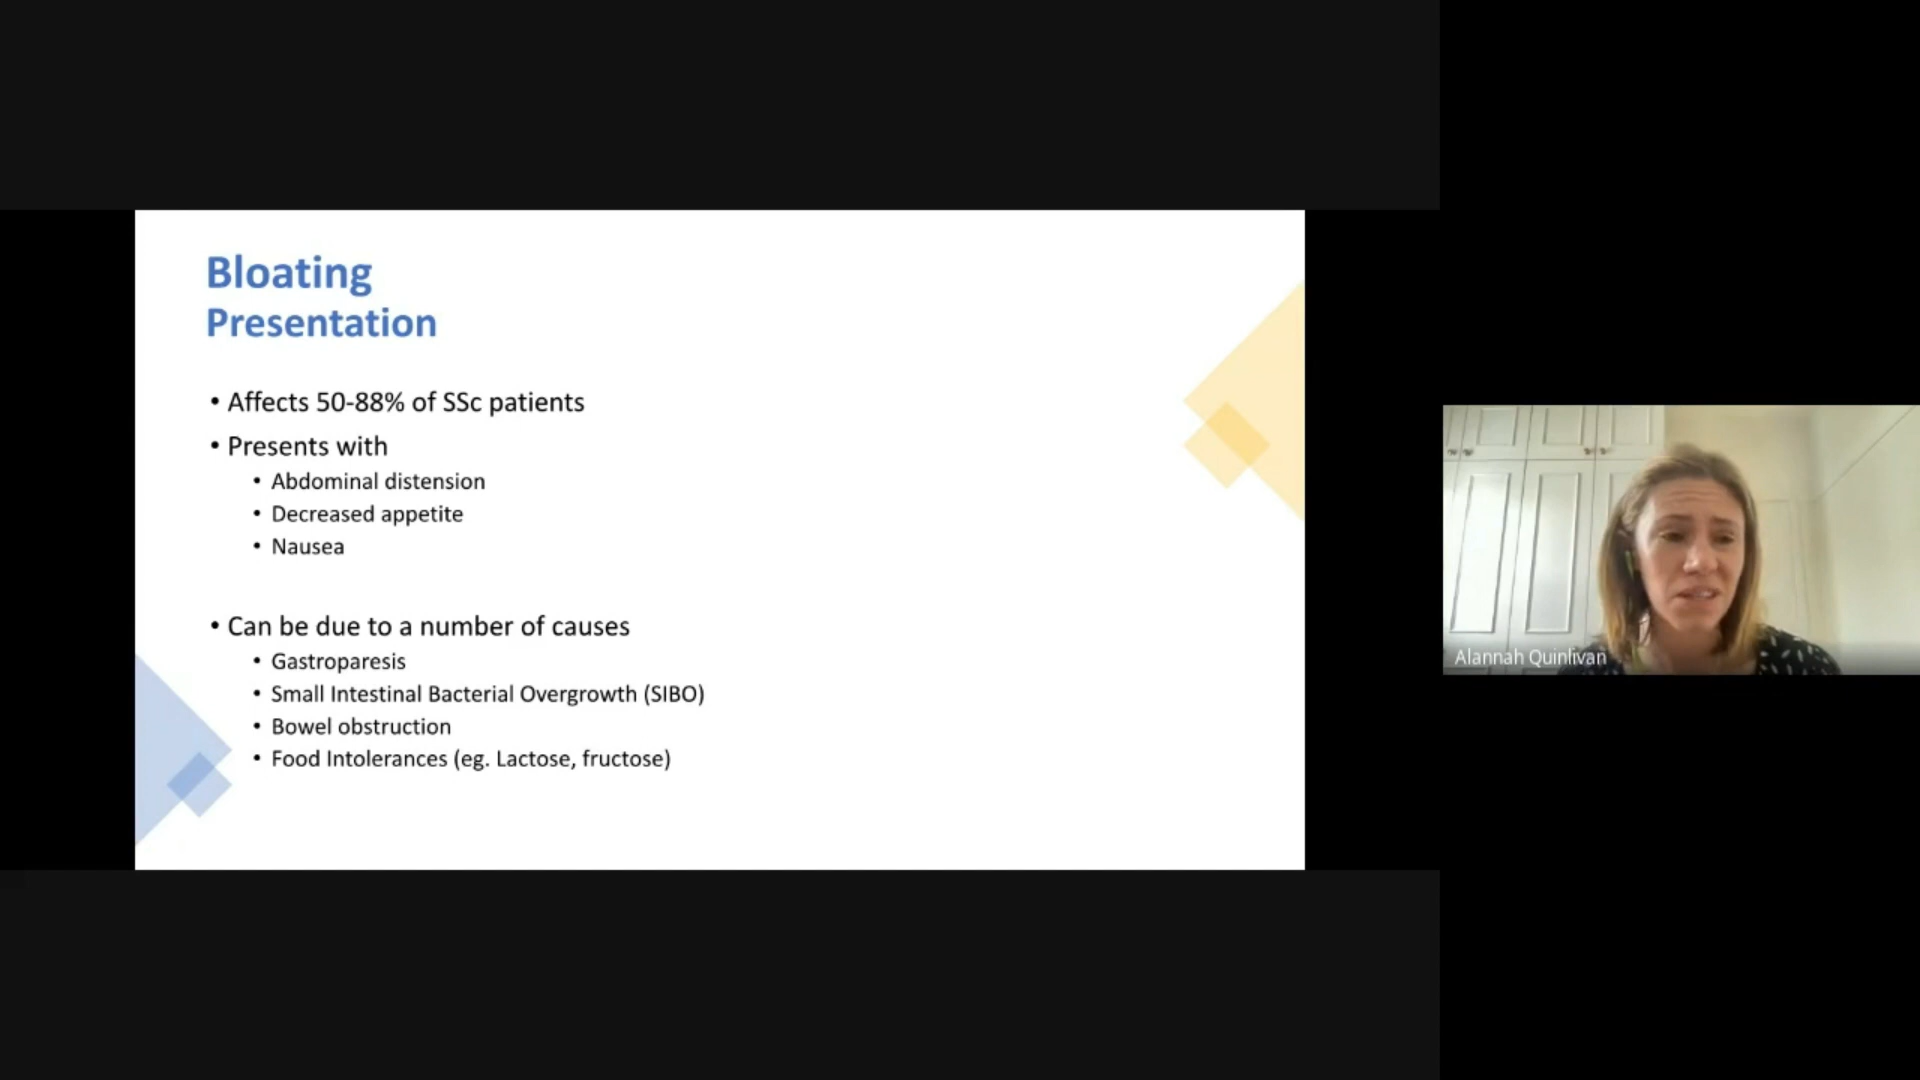 Bloating
Presentation
• Affects 50-88% of SSc patients
• Presents with
• Abdominal distension
• Decreased appetite
• Nausea
• Can be due to a number of causes
• Gastroparesis
• Small Intestinal Bacterial Overgrowth (SIBO)
• Bowel obstruction
• Food Intolerances (eg. Lactose, fructose)
Alannah Quinlivan